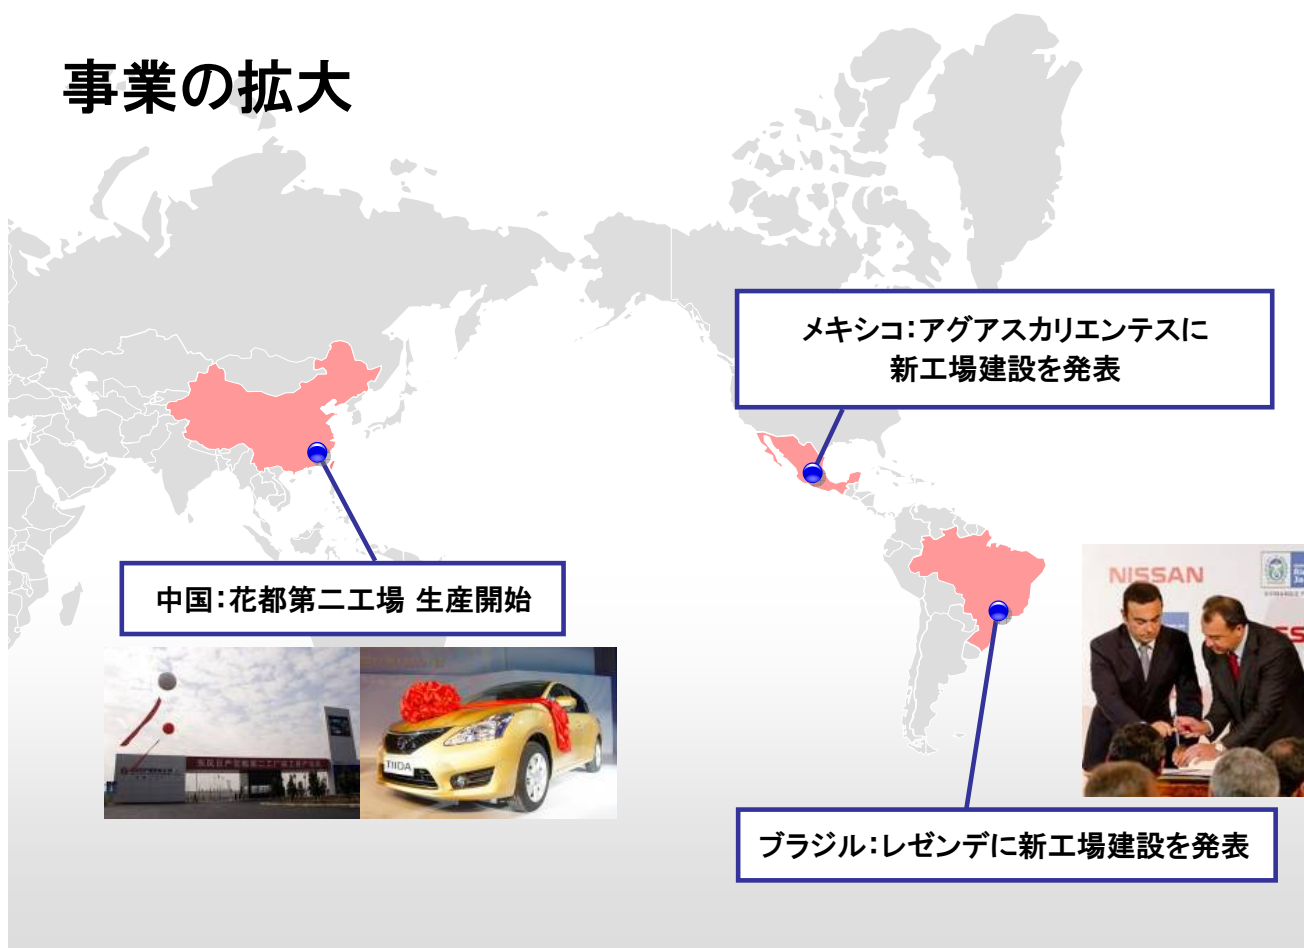 事業の拡大
メキシコ：アグアスカリエンテスに
新工場建設を発表
中国：花都第二工場 生産開始
NISSAN
TIIDA
ブラジル：レゼンデに新工場建設を発表